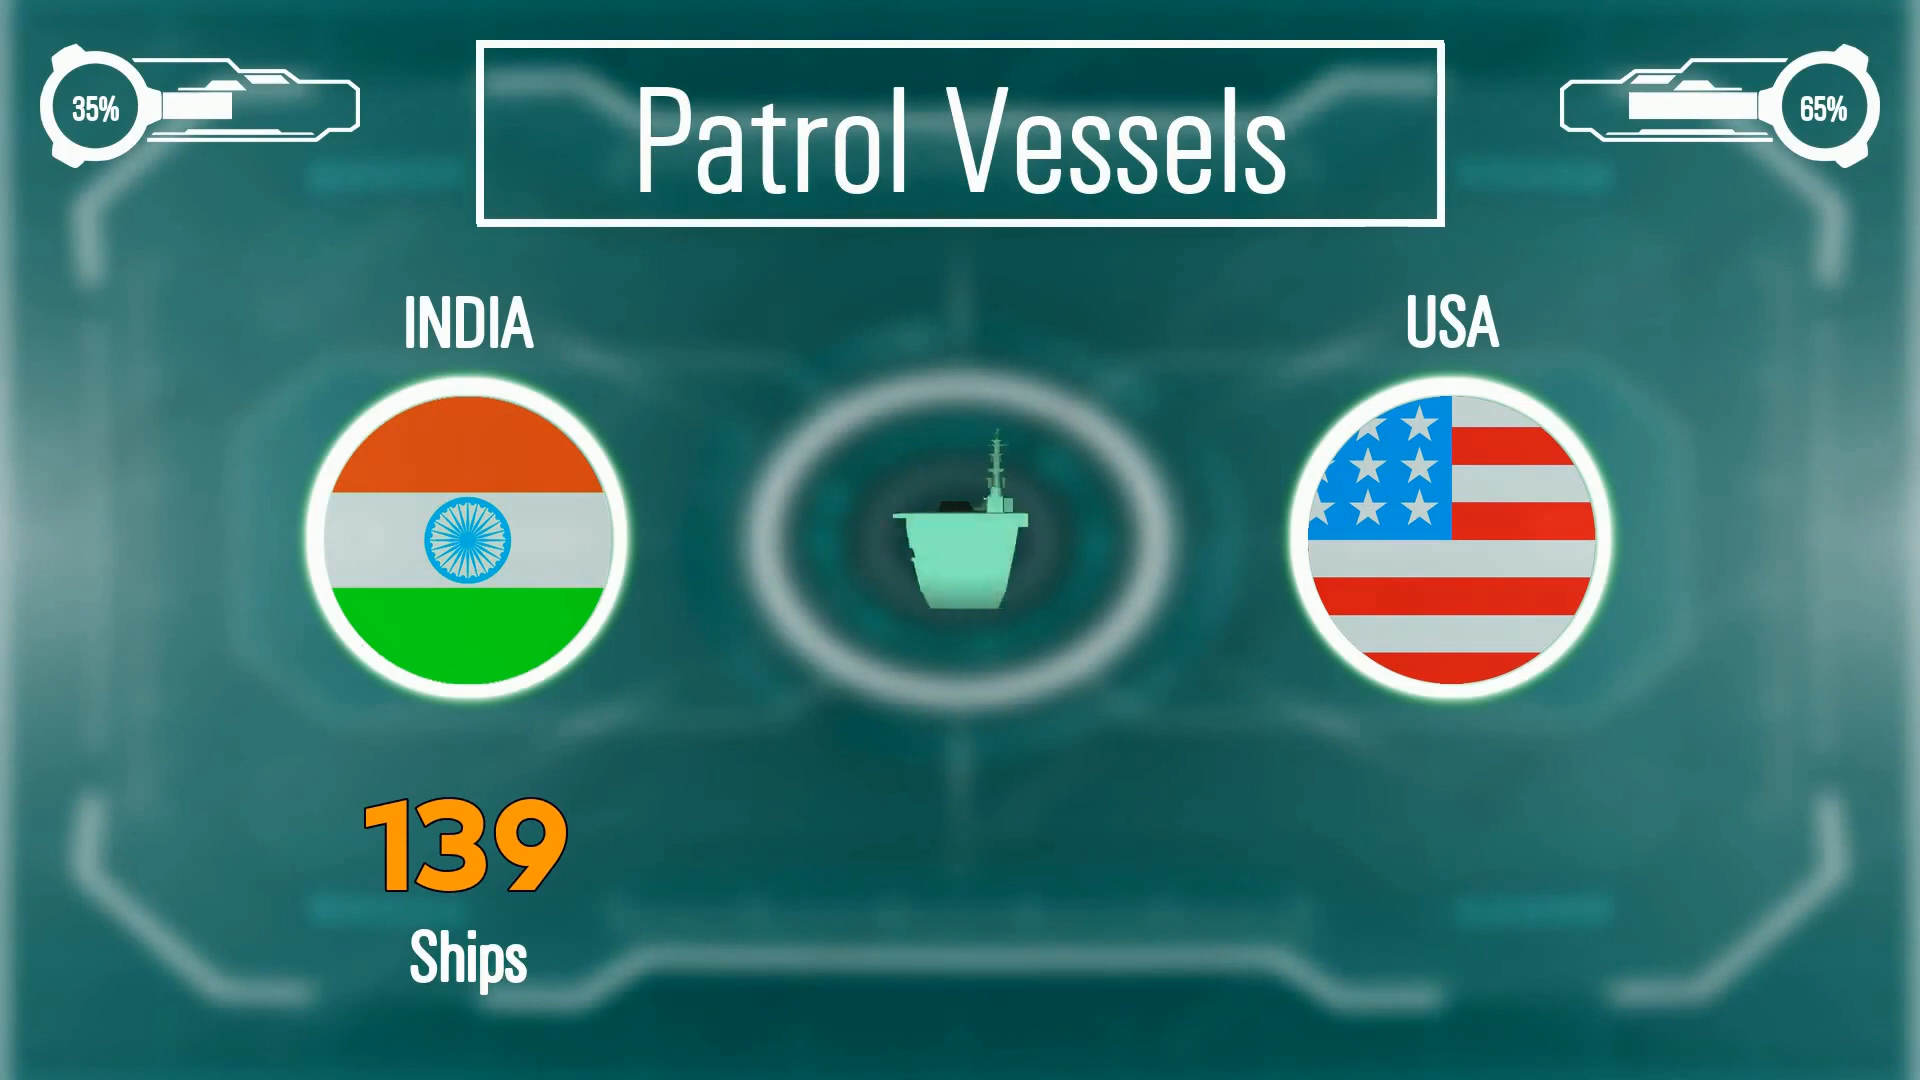 35%
Patrol Vessels
65%
INDIA
USA
139
Ships